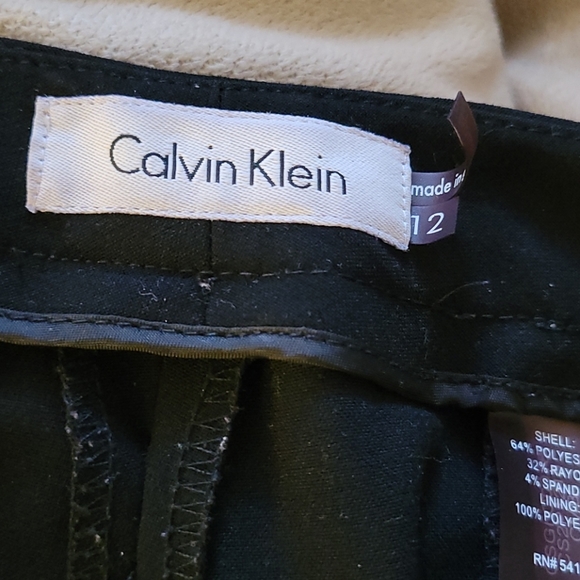 Calvin Klein
made in
12
SHELL:
64% POLYES
32% RAYO
4% SPAND
LINING:
100% POLYE
RN# 541